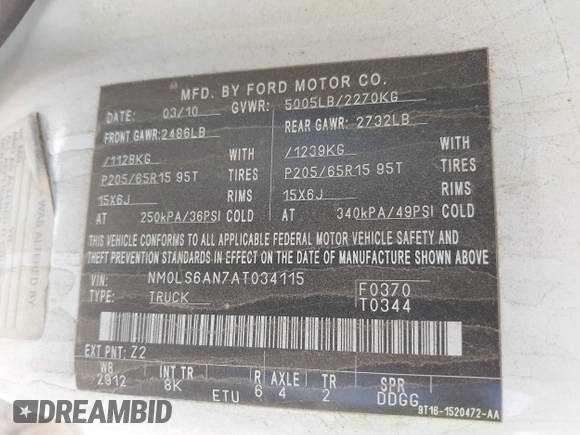 MFD. BY FORD MOTOR CO.
DATE: 03/10 GVWR: 5005LB/2270KG
FRONT GAWR: 2486LB REAR GAWR: 2732LB
/1128KG WITH /1239KG WITH
P205/65R15 95T TIRES P205/65R15 95T TIRES
15X6J RIMS 15X6J RIMS
AT 250kPA/36PSI COLD AT 340kPA/49PSI COLD
THIS VEHICLE CONFORMS TO ALL APPLICABLE FEDERAL MOTOR VEHICLE SAFETY AND
THEFT PREVENTION STANDARDS IN EFFECT ON THE DATE OF MANUFACTURE SHOWN ABOVE
VIN: NM0LS6AN7AT034115 F0370
TYPE: TRUCK T0344
EXT PNT: Z2
WB INT TR R AXLE TR SPR
2912 8K 6 4 2 DDGG
ETU 9T16-1520472-AA
WAS ALTERED BY
DREAMBID